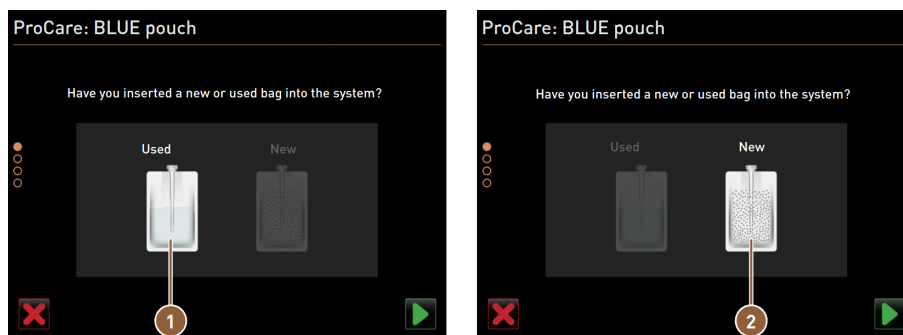 ProCare: BLUE pouch
Have you inserted a new or used bag into the system?
Used New
1
ProCare: BLUE pouch
Have you inserted a new or used bag into the system?
Used New
2